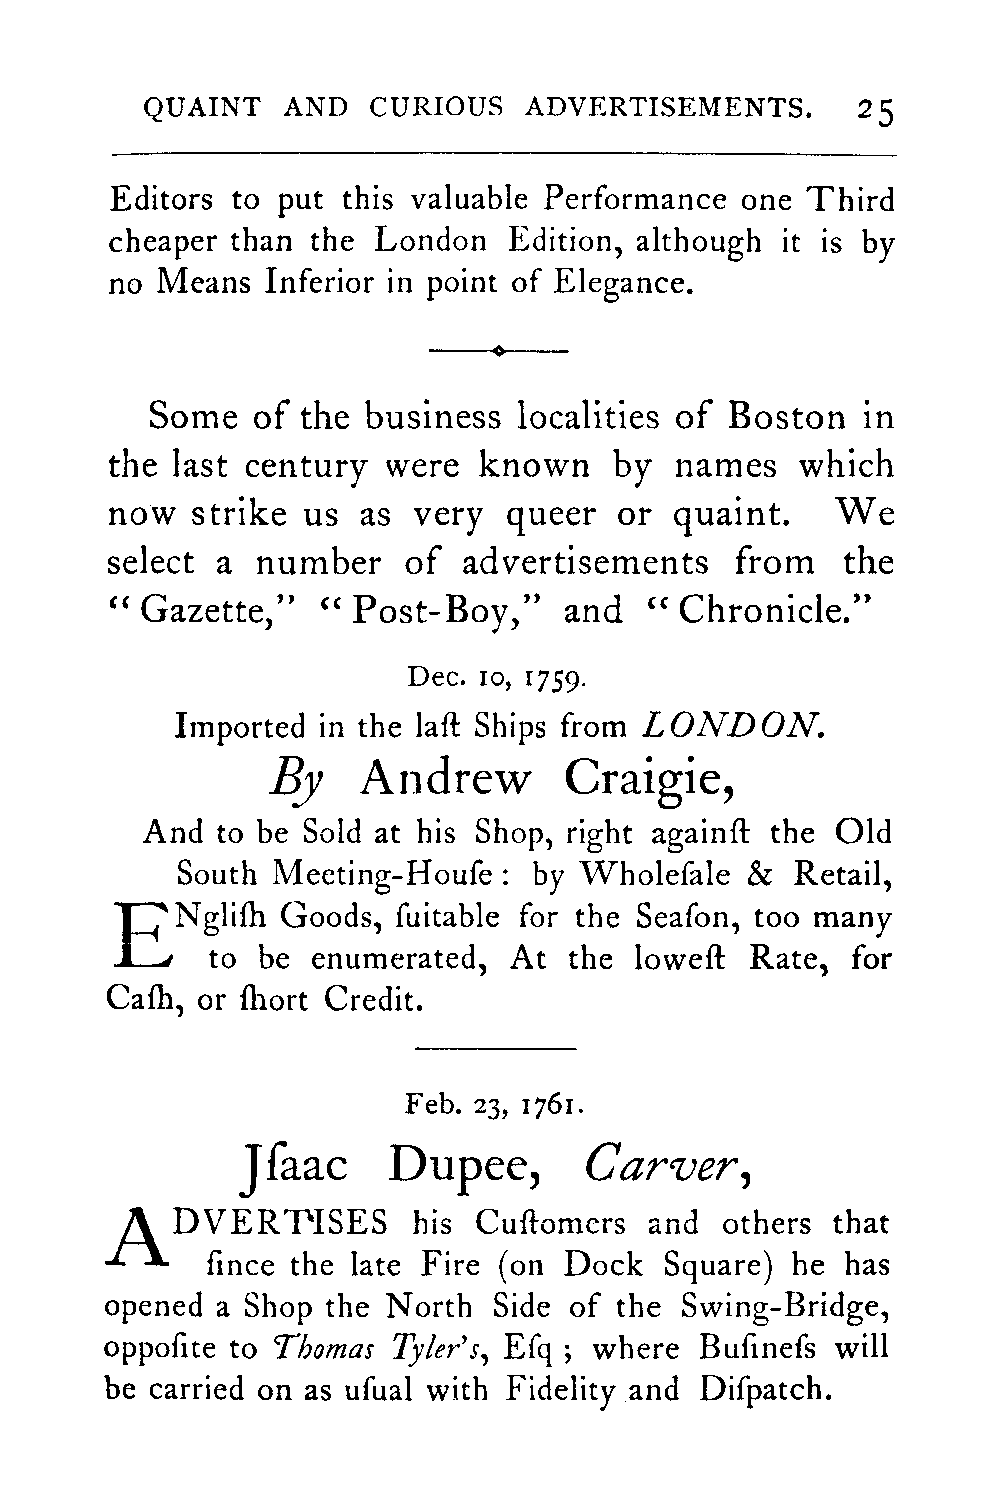 QUAINT AND CURIOUS ADVERTISEMENTS. 25
Editors to put this valuable Performance one Third
cheaper than the London Edition, although it is by
no Means Inferior in point of Elegance.
Some of the business localities of Boston in
the last century were known by names which
now strike us as very queer or quaint. We
select a number of advertisements from the
“Gazette,” “Post-Boy,” and “Chronicle.”
Dec. 10, 1759.
Imported in the laſt Ships from LONDON.
By Andrew Craigie,
And to be Sold at his Shop, right againſt the Old
South Meeting-Houſe : by Wholeſale & Retail,
ENgliſh Goods, ſuitable for the Seaſon, too many
to be enumerated, At the loweſt Rate, for
Caſh, or ſhort Credit.
Feb. 23, 1761.
Jſaac Dupee, Carver,
ADVERTISES his Cuſtomers and others that
ſince the late Fire (on Dock Square) he has
opened a Shop the North Side of the Swing-Bridge,
oppoſite to Thomas Tyler’s, Eſq ; where Buſineſs will
be carried on as uſual with Fidelity and Diſpatch.